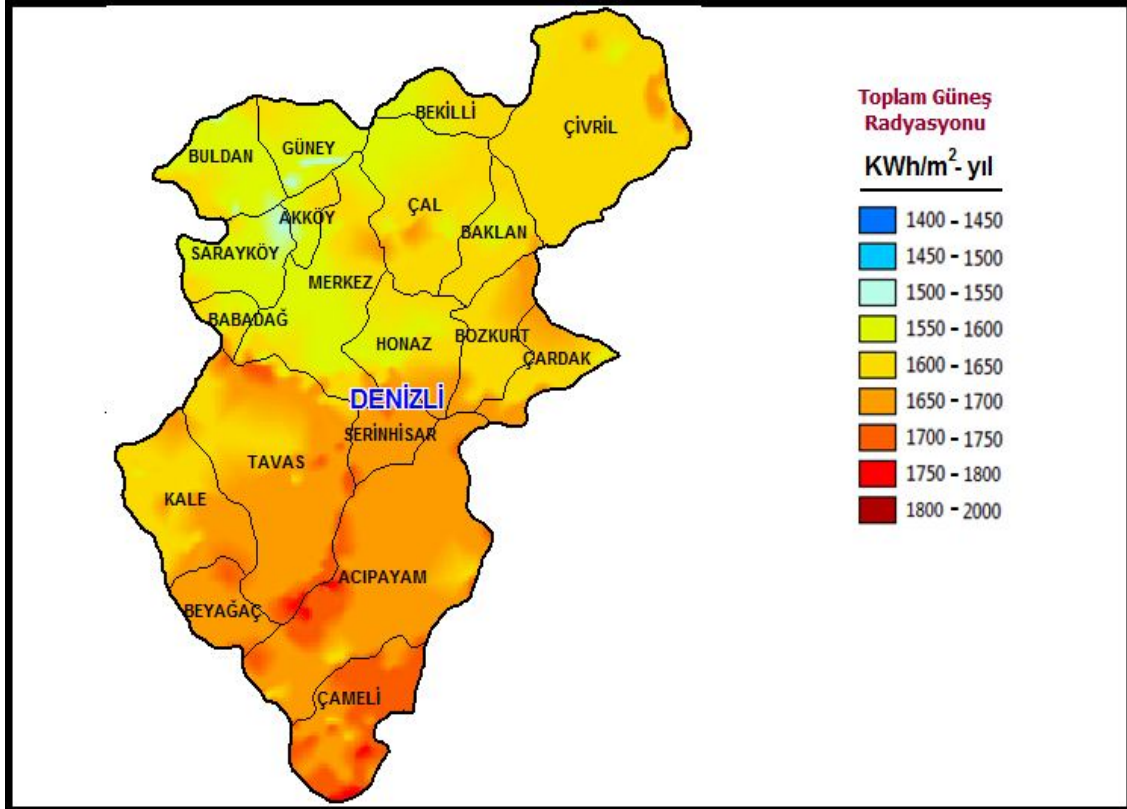 BEKİLLİ
ÇİVRİL
BULDAN
GÜNEY
AKKÖY
ÇAL
BAKLAN
SARAYKÖY
MERKEZ
BABADAĞ
HONAZ
BOZKURT
ÇARDAK
DENİZLİ
SERİNHİSAR
TAVAS
KALE
ACIPAYAM
BEYAĞAÇ
ÇAMELİ
Toplam Güneş
Radyasyonu
KWh/m²- yıl
1400 - 1450
1450 - 1500
1500 - 1550
1550 - 1600
1600 - 1650
1650 - 1700
1700 - 1750
1750 - 1800
1800 - 2000